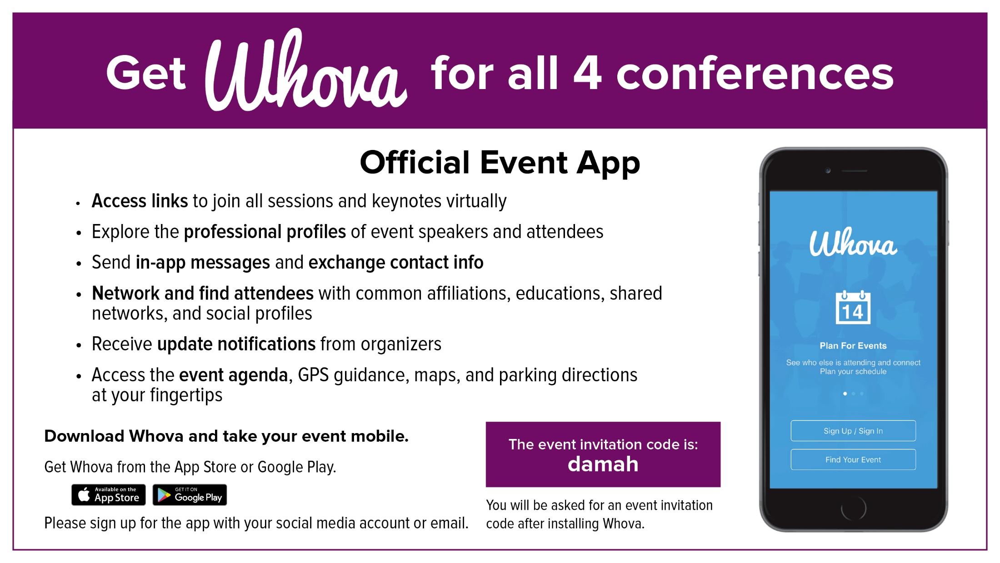 Get Whova for all 4 conferences
Official Event App
• Access links to join all sessions and keynotes virtually
• Explore the professional profiles of event speakers and attendees
• Send in-app messages and exchange contact info
• Network and find attendees with common affiliations, educations, shared
networks, and social profiles
• Receive update notifications from organizers
• Access the event agenda, GPS guidance, maps, and parking directions
at your fingertips
Download Whova and take your event mobile.
Get Whova from the App Store or Google Play.
Available on the
App Store
GET IT ON
Google Play
Please sign up for the app with your social media account or email.
The event invitation code is:
damah
You will be asked for an event invitation
code after installing Whova.
Whova
14
Plan For Events
See who else is attending and connect
Plan your schedule
Sign Up / Sign In
Find Your Event